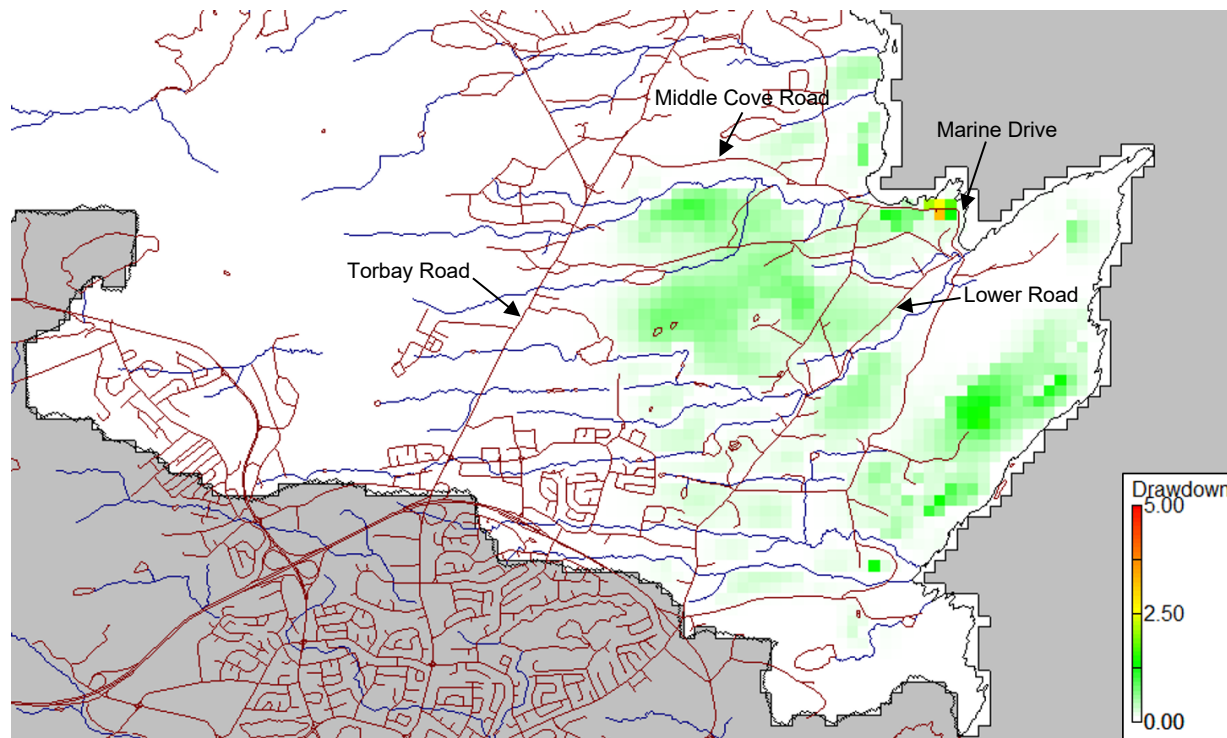 Middle Cove Road
Marine Drive
Torbay Road
Lower Road
Drawdown
5.00
2.50
0.00